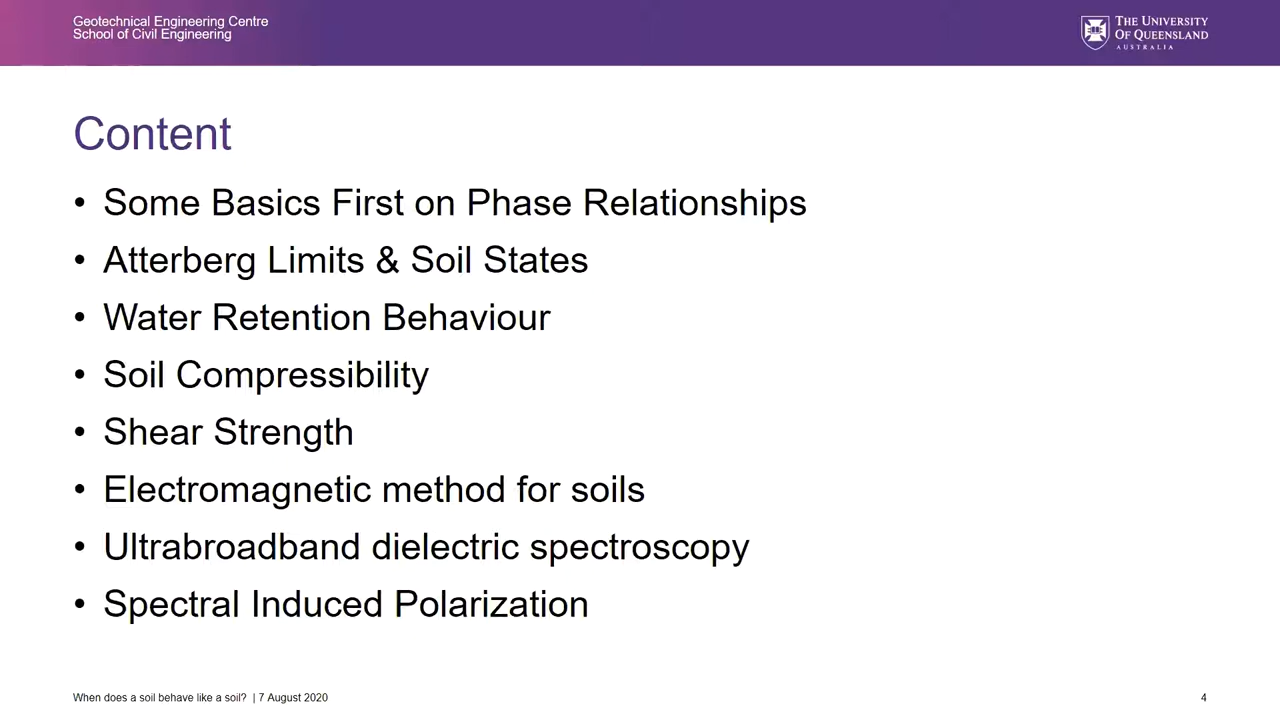 Geotechnical Engineering Centre
School of Civil Engineering
THE UNIVERSITY
OF QUEENSLAND
AUSTRALIA
Content
• Some Basics First on Phase Relationships
• Atterberg Limits & Soil States
• Water Retention Behaviour
• Soil Compressibility
• Shear Strength
• Electromagnetic method for soils
• Ultrabroadband dielectric spectroscopy
• Spectral Induced Polarization
When does a soil behave like a soil? | 7 August 2020
4